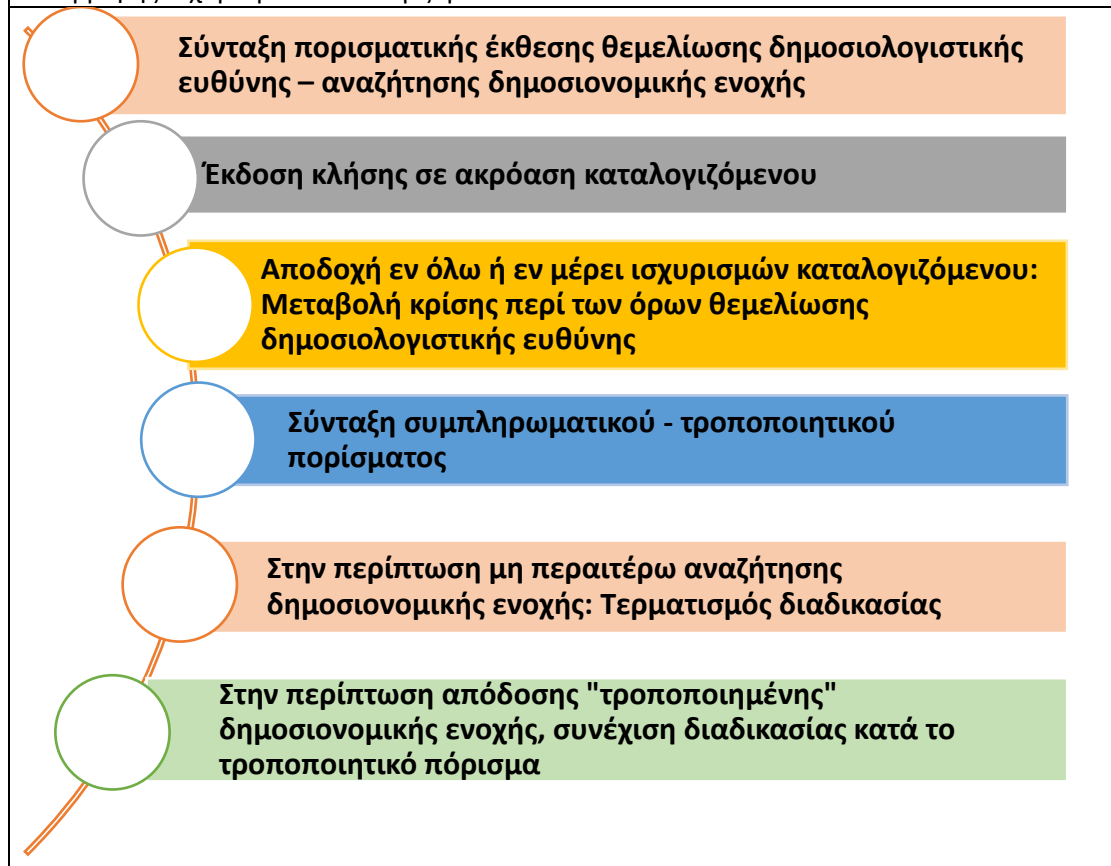 Σύνταξη πορισματικής έκθεσης θεμελίωσης δημοσιολογιστικής
ευθύνης – αναζήτησης δημοσιονομικής ενοχής
Έκδοση κλήσης σε ακρόαση καταλογιζόμενου
Αποδοχή εν όλω ή εν μέρει ισχυρισμών καταλογιζόμενου:
Μεταβολή κρίσης περί των όρων θεμελίωσης
δημοσιολογιστικής ευθύνης
Σύνταξη συμπληρωματικού - τροποποιητικού
πορίσματος
Στην περίπτωση μη περαιτέρω αναζήτησης
δημοσιονομικής ενοχής: Τερματισμός διαδικασίας
Στην περίπτωση απόδοσης "τροποποιημένης"
δημοσιονομικής ενοχής, συνέχιση διαδικασίας κατά το
τροποποιητικό πόρισμα